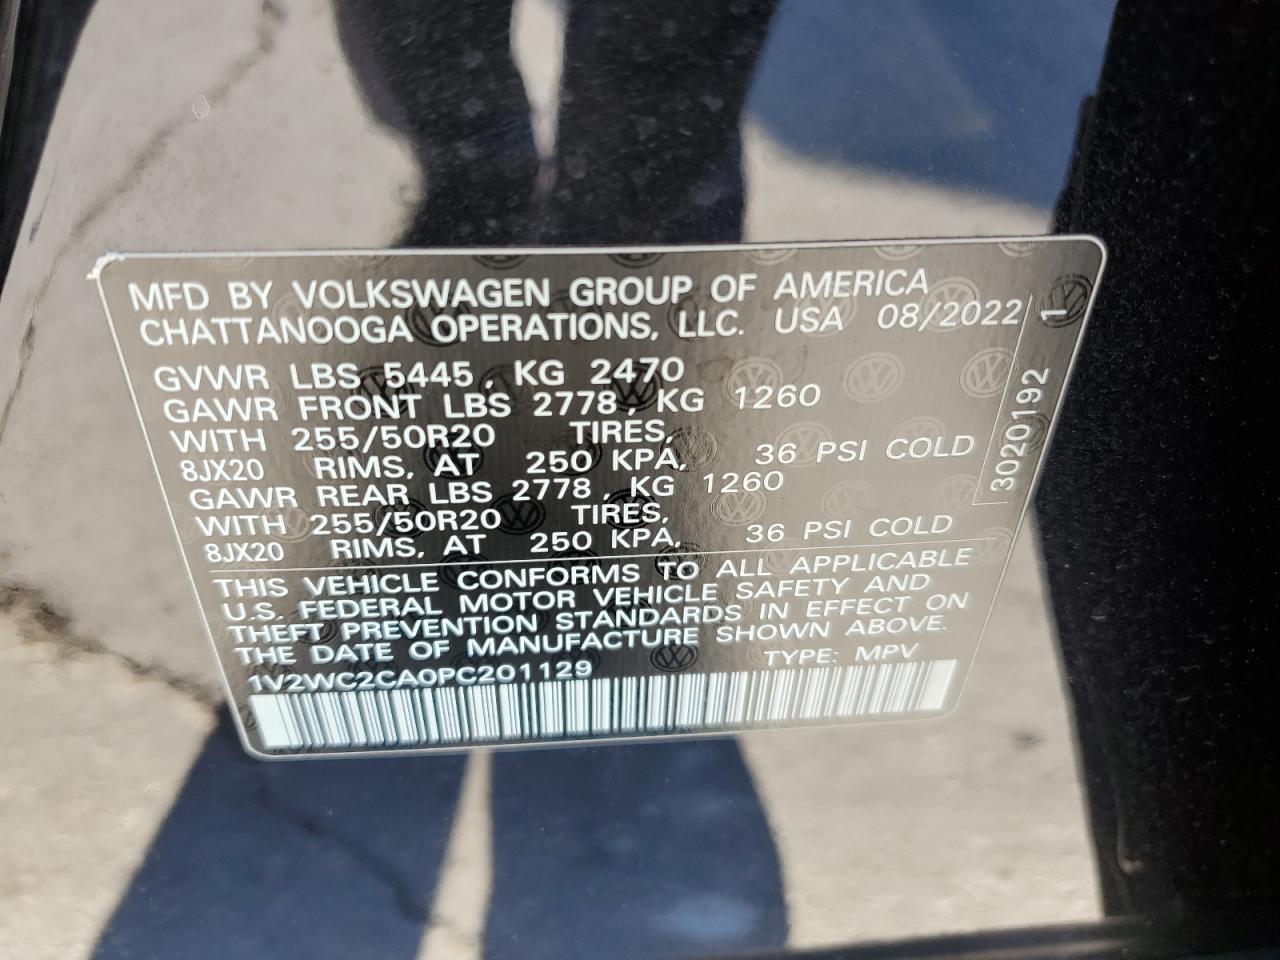 MFD BY VOLKSWAGEN GROUP OF AMERICA
CHATTANOOGA OPERATIONS, LLC. USA 08/2022
GVWR LBS 5445, KG 2470
GAWR FRONT LBS 2778, KG 1260
WITH 255/50R20 TIRES,
8JX20 RIMS, AT 250 KPA, 36 PSI COLD
GAWR REAR LBS 2778, KG 1260
WITH 255/50R20 TIRES,
8JX20 RIMS, AT 250 KPA, 36 PSI COLD
THIS VEHICLE CONFORMS TO ALL APPLICABLE
U.S. FEDERAL MOTOR VEHICLE SAFETY AND
THEFT PREVENTION STANDARDS IN EFFECT ON
THE DATE OF MANUFACTURE SHOWN ABOVE.
1V2WC2CA0PC201129 TYPE: MPV
3020192 1